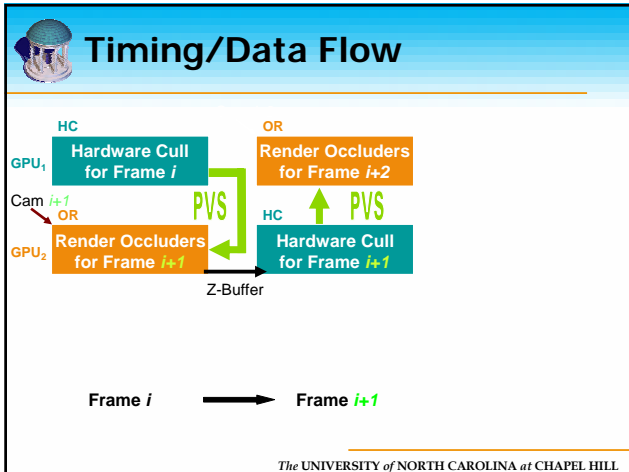 Timing/Data Flow
HC
OR
GPU1
Hardware Cull
for Frame i
Render Occluders
for Frame i+2
Cam i+1
PVS
PVS
OR
HC
GPU2
Render Occluders
for Frame i+1
Hardware Cull
for Frame i+1
Z-Buffer
Frame i
Frame i+1
The UNIVERSITY of NORTH CAROLINA at CHAPEL HILL